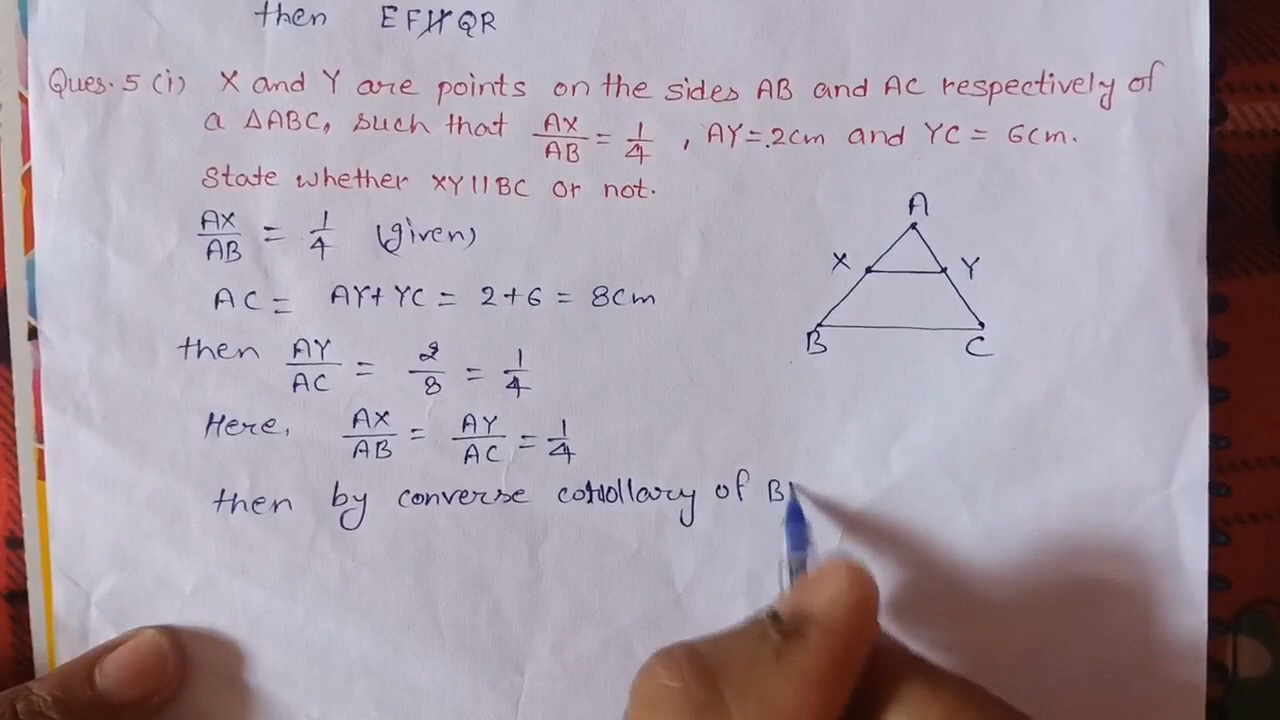 then EF∦QR
Ques. 5 (i) X and Y are points on the sides AB and AC respectively of
a ΔABC, such that AX/AB = 1/4 , AY = 2cm and YC = 6cm.
State whether XY || BC or not.
AX/AB = 1/4 (given)
AC = AY + YC = 2 + 6 = 8cm
then AY/AC = 2/8 = 1/4
Here, AX/AB = AY/AC = 1/4
then by converse corollary of B
A
X Y
B C